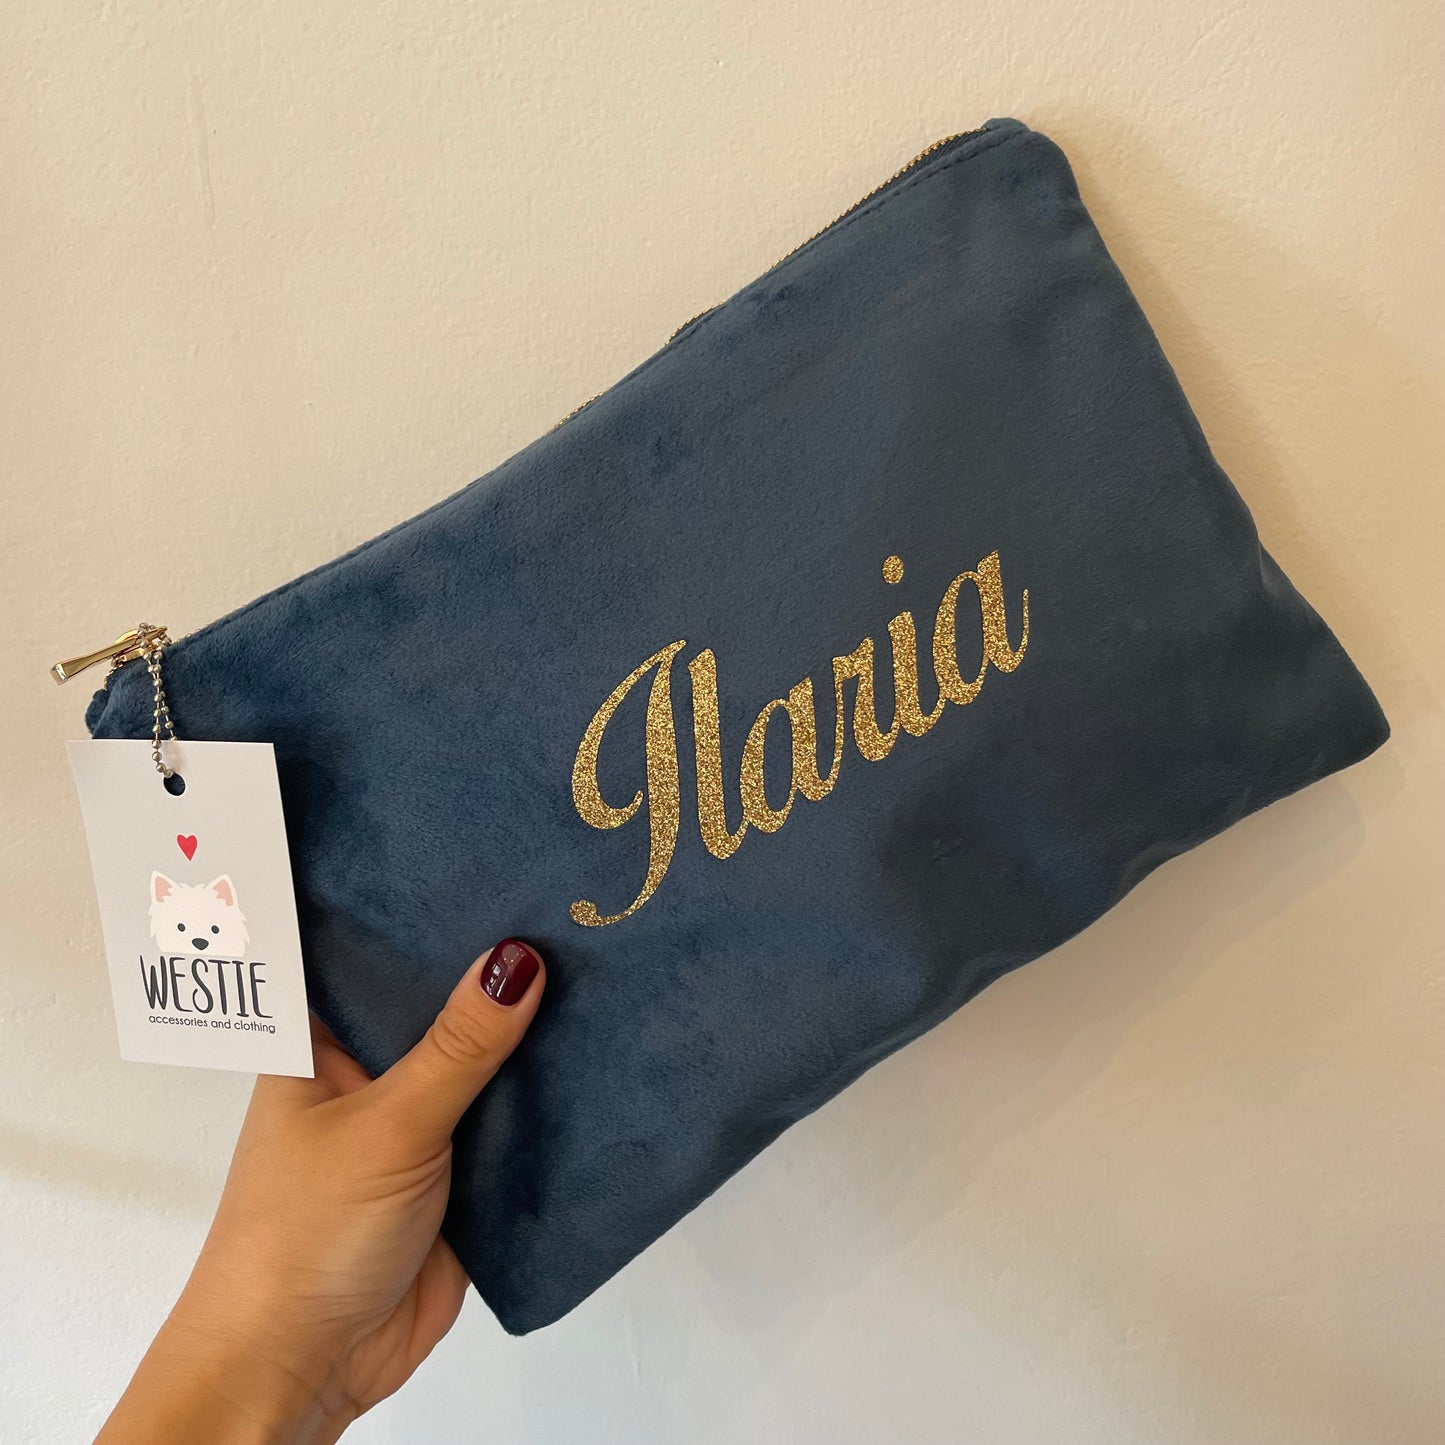 Ilaria
WESTIE
accessories and clothing